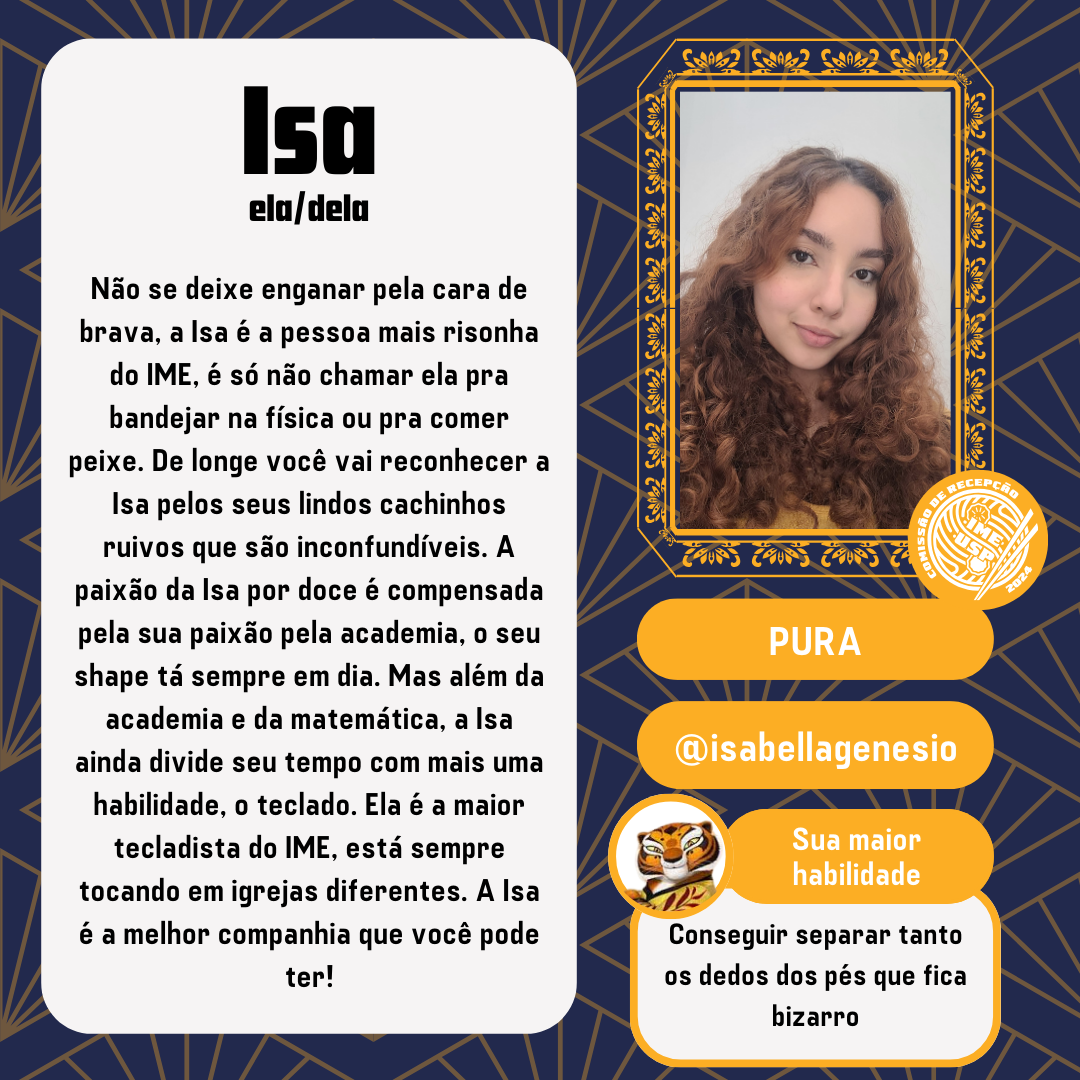 Isa
ela/dela
Não se deixe enganar pela cara de
brava, a Isa é a pessoa mais risonha
do IME, é só não chamar ela pra
bandejar na física ou pra comer
peixe. De longe você vai reconhecer a
Isa pelos seus lindos cachinhos
ruivos que são inconfundíveis. A
paixão da Isa por doce é compensada
pela sua paixão pela academia, o seu
shape tá sempre em dia. Mas além da
academia e da matemática, a Isa
ainda divide seu tempo com mais uma
habilidade, o teclado. Ela é a maior
tecladista do IME, está sempre
tocando em igrejas diferentes. A Isa
é a melhor companhia que você pode
ter!
COMISSÃO DE RECEPÇÃO
IME
USP
2024
PURA
@isabellagenesio
Sua maior
habilidade
Conseguir separar tanto
os dedos dos pés que fica
bizarro